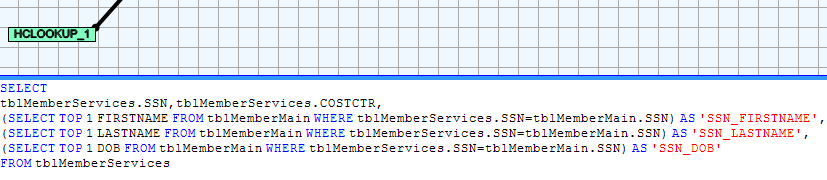 HCLOOKUP_1
SELECT
tblMemberServices.SSN,tblMemberServices.COSTCTR,
(SELECT TOP 1 FIRSTNAME FROM tblMemberMain WHERE tblMemberServices.SSN=tblMemberMain.SSN) AS 'SSN_FIRSTNAME',
(SELECT TOP 1 LASTNAME FROM tblMemberMain WHERE tblMemberServices.SSN=tblMemberMain.SSN) AS 'SSN_LASTNAME',
(SELECT TOP 1 DOB FROM tblMemberMain WHERE tblMemberServices.SSN=tblMemberMain.SSN) AS 'SSN_DOB'
FROM tblMemberServices